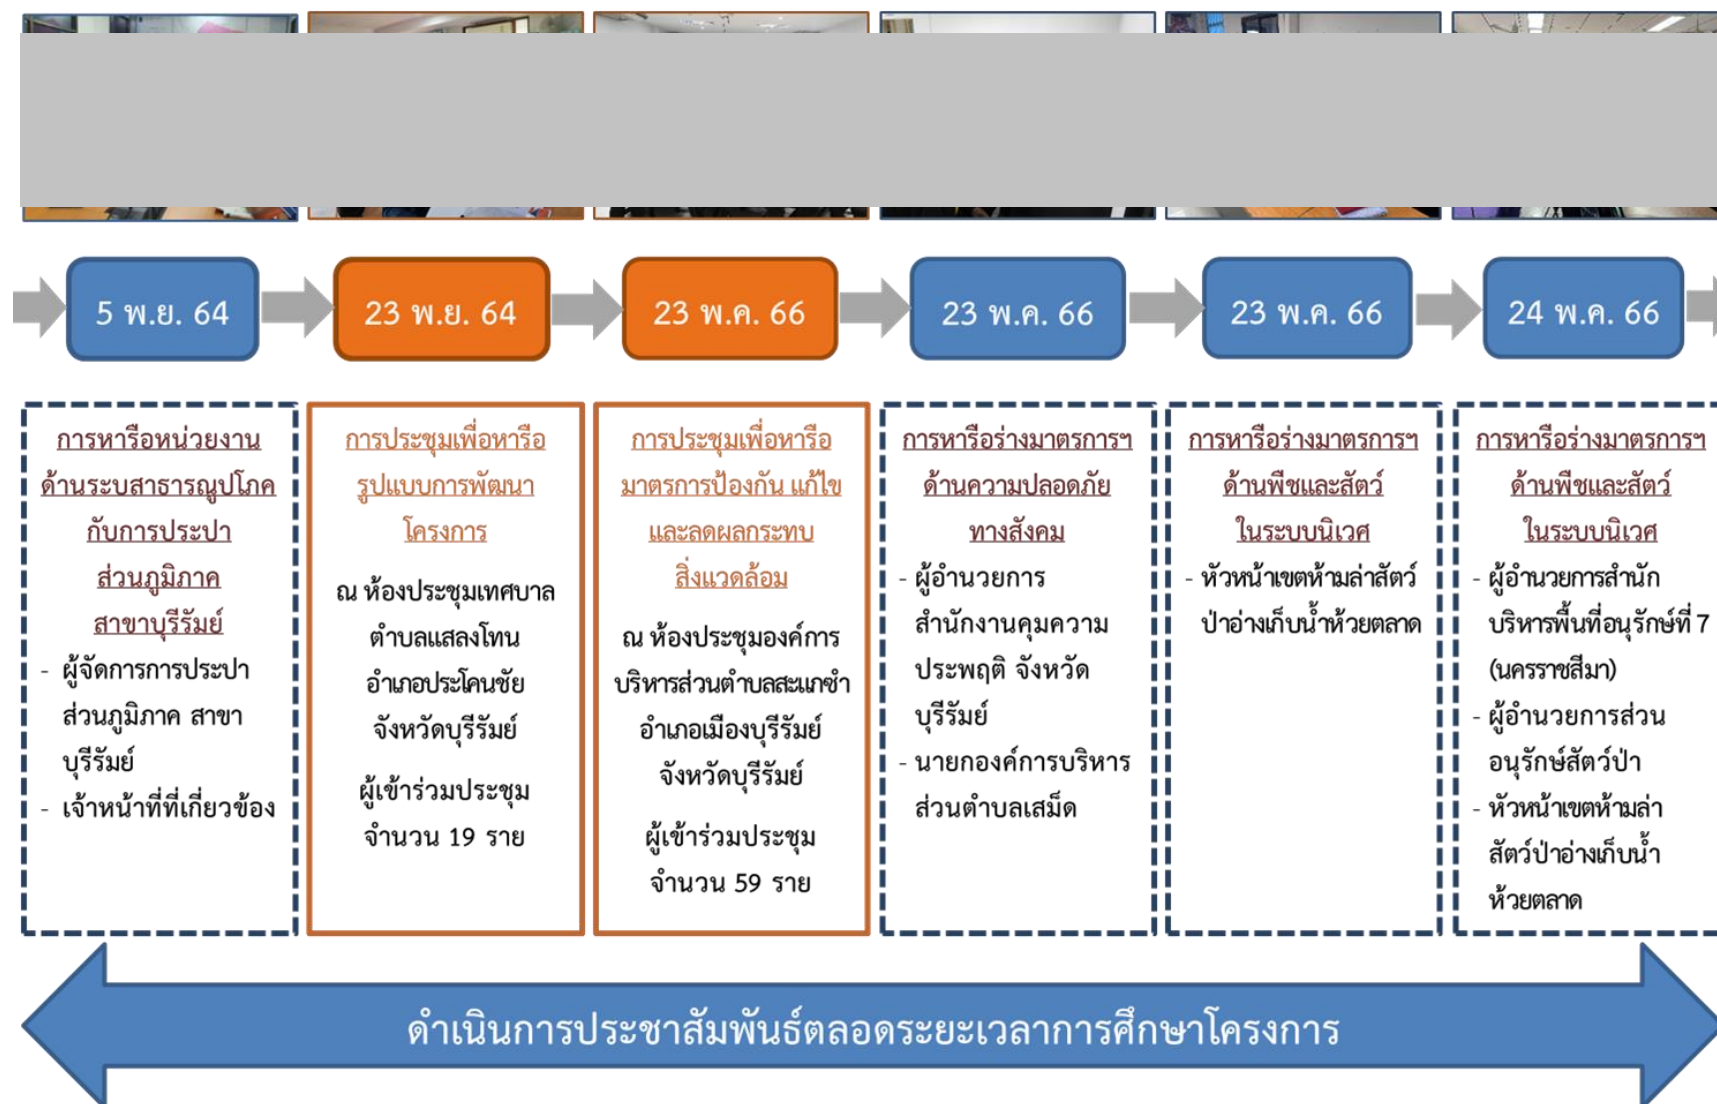 5 พ.ย. 64
23 พ.ย. 64
23 พ.ค. 66
23 พ.ค. 66
23 พ.ค. 66
24 พ.ค. 66
การหารือหน่วยงาน
ด้านระบบสาธารณูปโภค
กับการประปา
ส่วนภูมิภาค
สาขาบุรีรัมย์
- ผู้จัดการการประปา
ส่วนภูมิภาค สาขา
บุรีรัมย์
- เจ้าหน้าที่ที่เกี่ยวข้อง
การประชุมเพื่อหารือ
รูปแบบการพัฒนา
โครงการ
ณ ห้องประชุมเทศบาล
ตำบลแสลงโทน
อำเภอประโคนชัย
จังหวัดบุรีรัมย์
ผู้เข้าร่วมประชุม
จำนวน 19 ราย
การประชุมเพื่อหารือ
มาตรการป้องกัน แก้ไข
และลดผลกระทบ
สิ่งแวดล้อม
ณ ห้องประชุมองค์การ
บริหารส่วนตำบลสะแกซำ
อำเภอเมืองบุรีรัมย์
จังหวัดบุรีรัมย์
ผู้เข้าร่วมประชุม
จำนวน 59 ราย
การหารือร่างมาตรการฯ
ด้านความปลอดภัย
ทางสังคม
- ผู้อำนวยการ
สำนักงานคุมความ
ประพฤติ จังหวัด
บุรีรัมย์
- นายกองค์การบริหาร
ส่วนตำบลเสม็ด
การหารือร่างมาตรการฯ
ด้านพืชและสัตว์
ในระบบนิเวศ
- หัวหน้าเขตห้ามล่าสัตว์
ป่าอ่างเก็บน้ำห้วยตลาด
การหารือร่างมาตรการฯ
ด้านพืชและสัตว์
ในระบบนิเวศ
- ผู้อำนวยการสำนัก
บริหารพื้นที่อนุรักษ์ที่ 7
(นครราชสีมา)
- ผู้อำนวยการส่วน
อนุรักษ์สัตว์ป่า
- หัวหน้าเขตห้ามล่า
สัตว์ป่าอ่างเก็บน้ำ
ห้วยตลาด
ดำเนินการประชาสัมพันธ์ตลอดระยะเวลาการศึกษาโครงการ